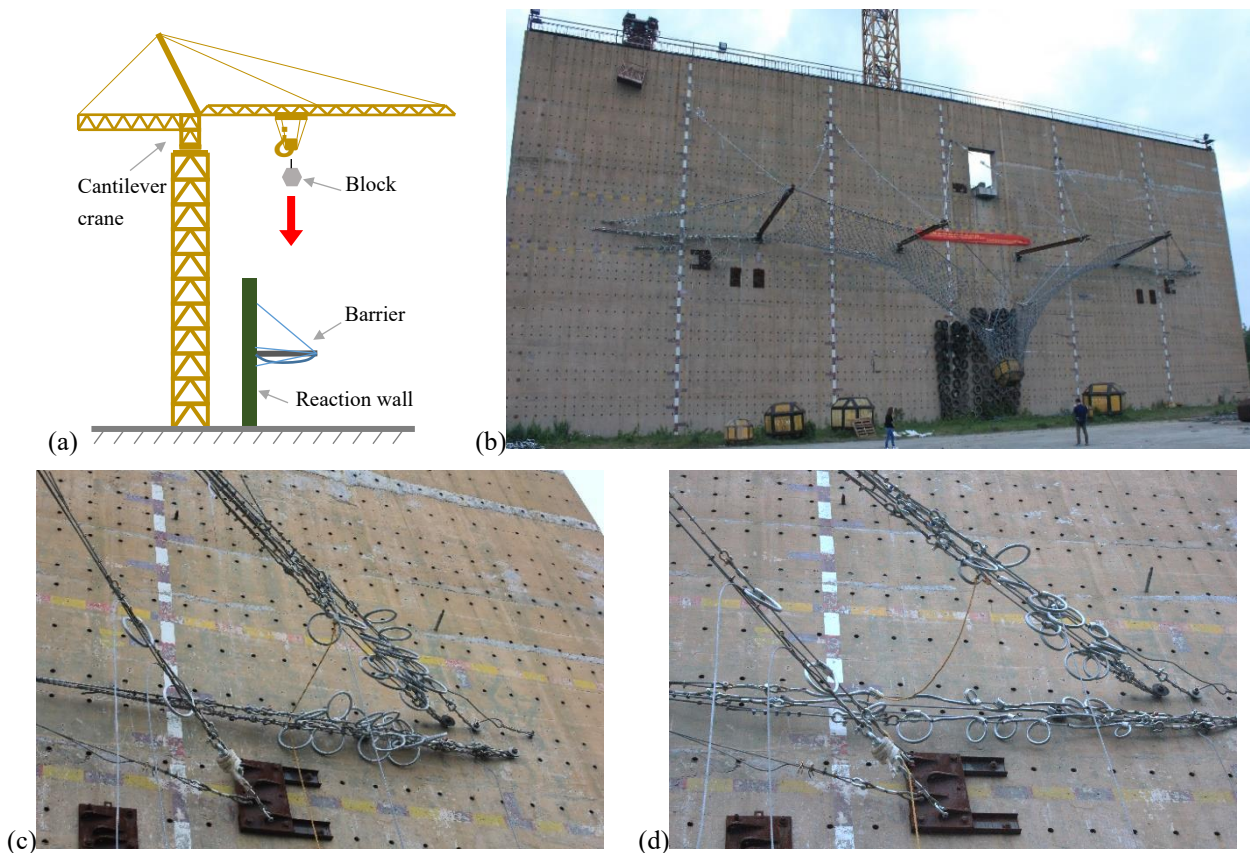 Cantilever
crane
Block
Barrier
Reaction wall
(a)
(b)
(c)
(d)